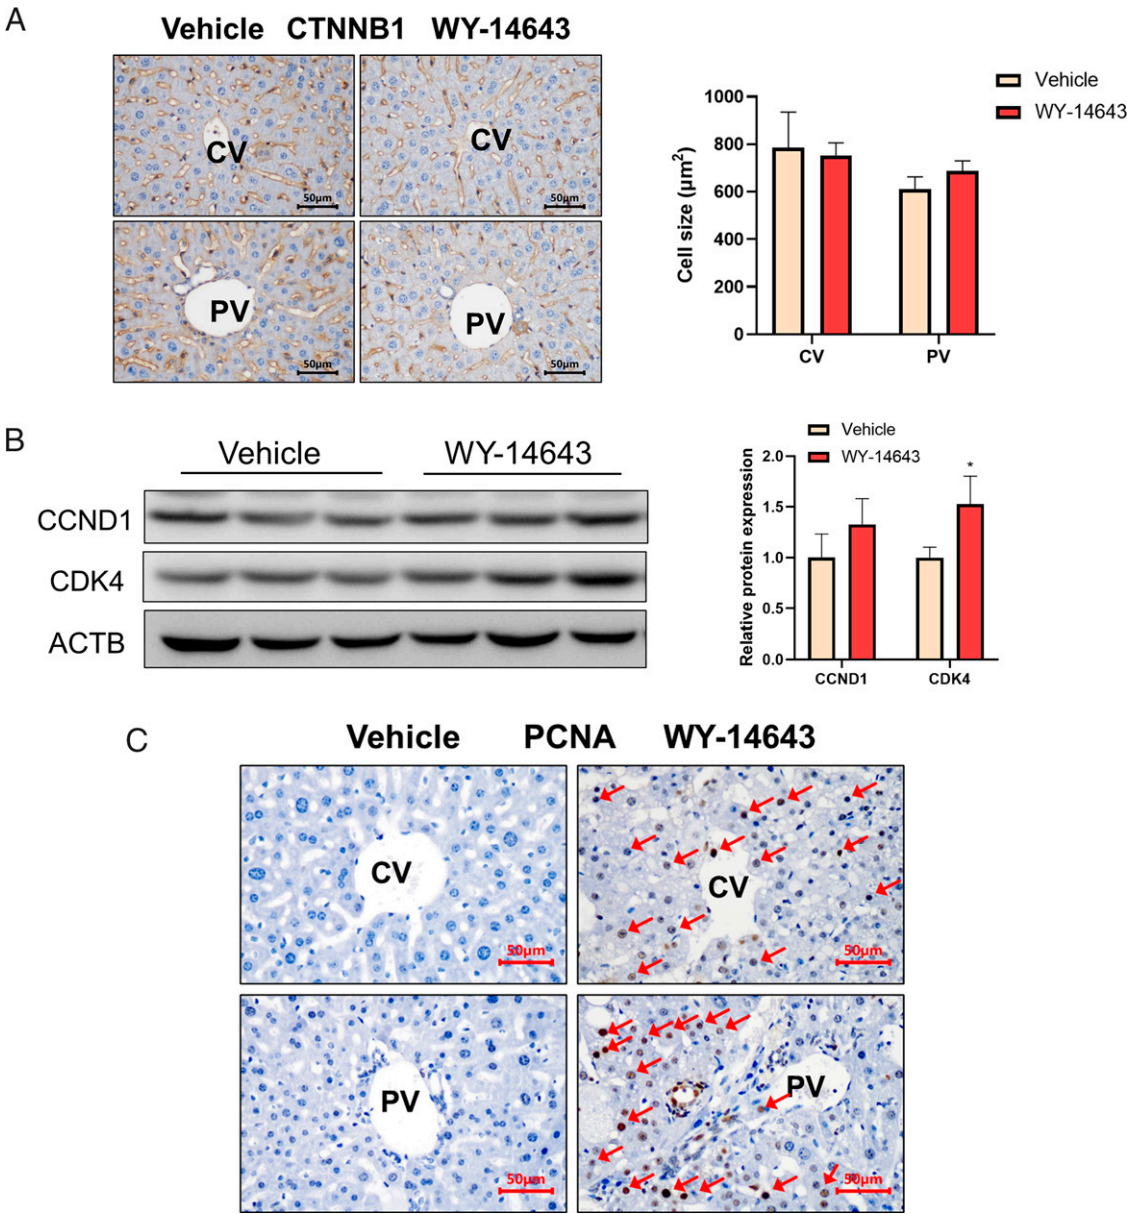 A
Vehicle CTNNB1 WY-14643
CV
50µm
CV
50µm
PV
50µm
PV
50µm
Vehicle
WY-14643
Cell size (µm²)
1000
800
600
400
200
0
CV PV
B
Vehicle WY-14643
CCND1
CDK4
ACTB
Vehicle
WY-14643
Relative protein expression
2.0
1.5
1.0
0.5
0.0
*
CCND1 CDK4
C
Vehicle PCNA WY-14643
CV
50µm
CV
50µm
PV
50µm
PV
50µm